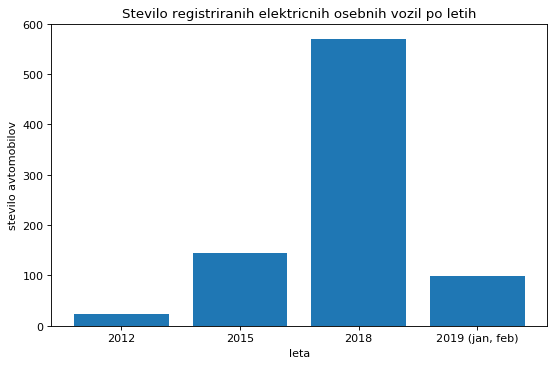 Stevilo registriranih elektricnih osebnih vozil po letih
600
500
400
300
200
100
0
stevilo avtomobilov
2012 2015 2018 2019 (jan, feb)
leta